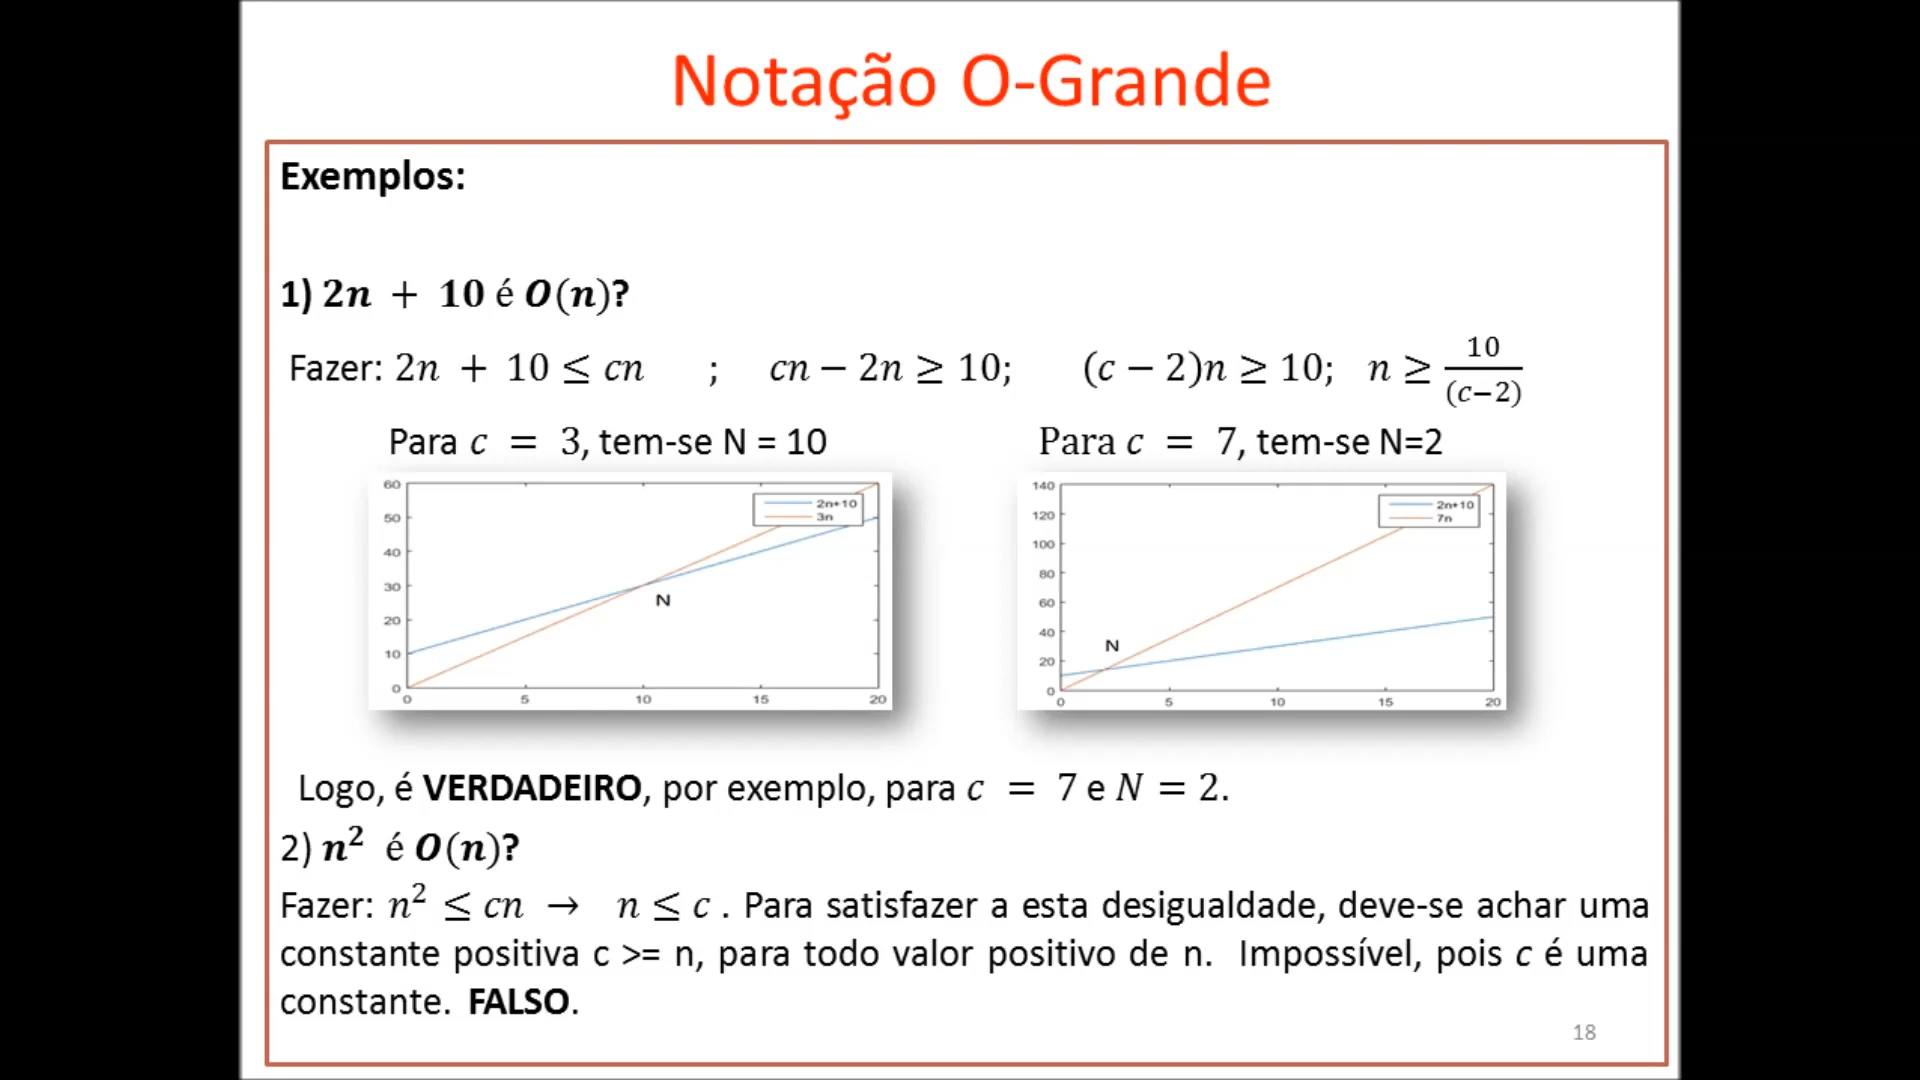 Notação O-Grande
Exemplos:
1) 2n + 10 é O(n)?
Fazer: 2n + 10 ≤ cn ; cn − 2n ≥ 10; (c − 2)n ≥ 10; n ≥ 10/(c−2)
Para c = 3, tem-se N = 10
Para c = 7, tem-se N=2
60
50
40
30
20
10
0
0 5 10 15 20
2n+10
3n
N
140
120
100
80
60
40
20
0
0 5 10 15 20
2n+10
7n
N
Logo, é VERDADEIRO, por exemplo, para c = 7 e N = 2.
2) n² é O(n)?
Fazer: n² ≤ cn → n ≤ c . Para satisfazer a esta desigualdade, deve-se achar uma
constante positiva c >= n, para todo valor positivo de n. Impossível, pois c é uma
constante. FALSO.
18